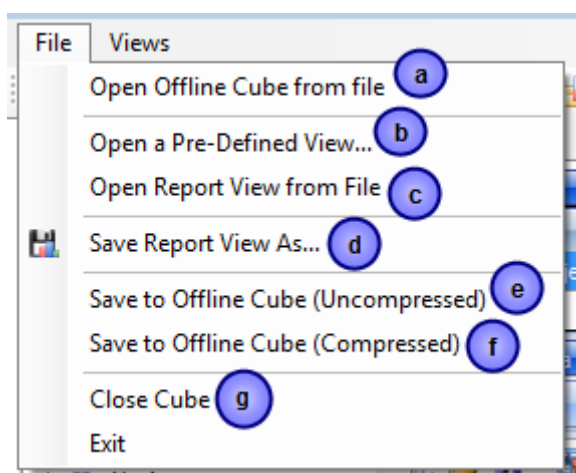 File Views
Open Offline Cube from file a
Open a Pre-Defined View... b
Open Report View from File c
Save Report View As... d
Save to Offline Cube (Uncompressed) e
Save to Offline Cube (Compressed) f
Close Cube g
Exit